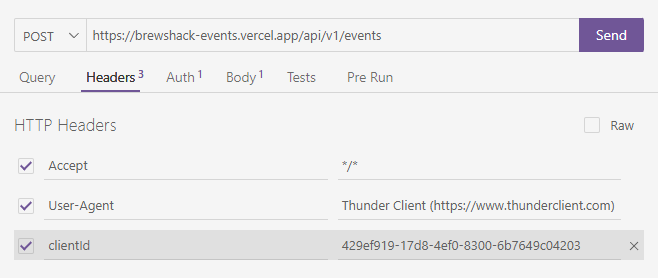 POST https://brewshack-events.vercel.app/api/v1/events Send
Query Headers 3 Auth 1 Body 1 Tests Pre Run
HTTP Headers Raw
Accept */*
User-Agent Thunder Client (https://www.thunderclient.com)
clientId 429ef919-17d8-4ef0-8300-6b7649c04203